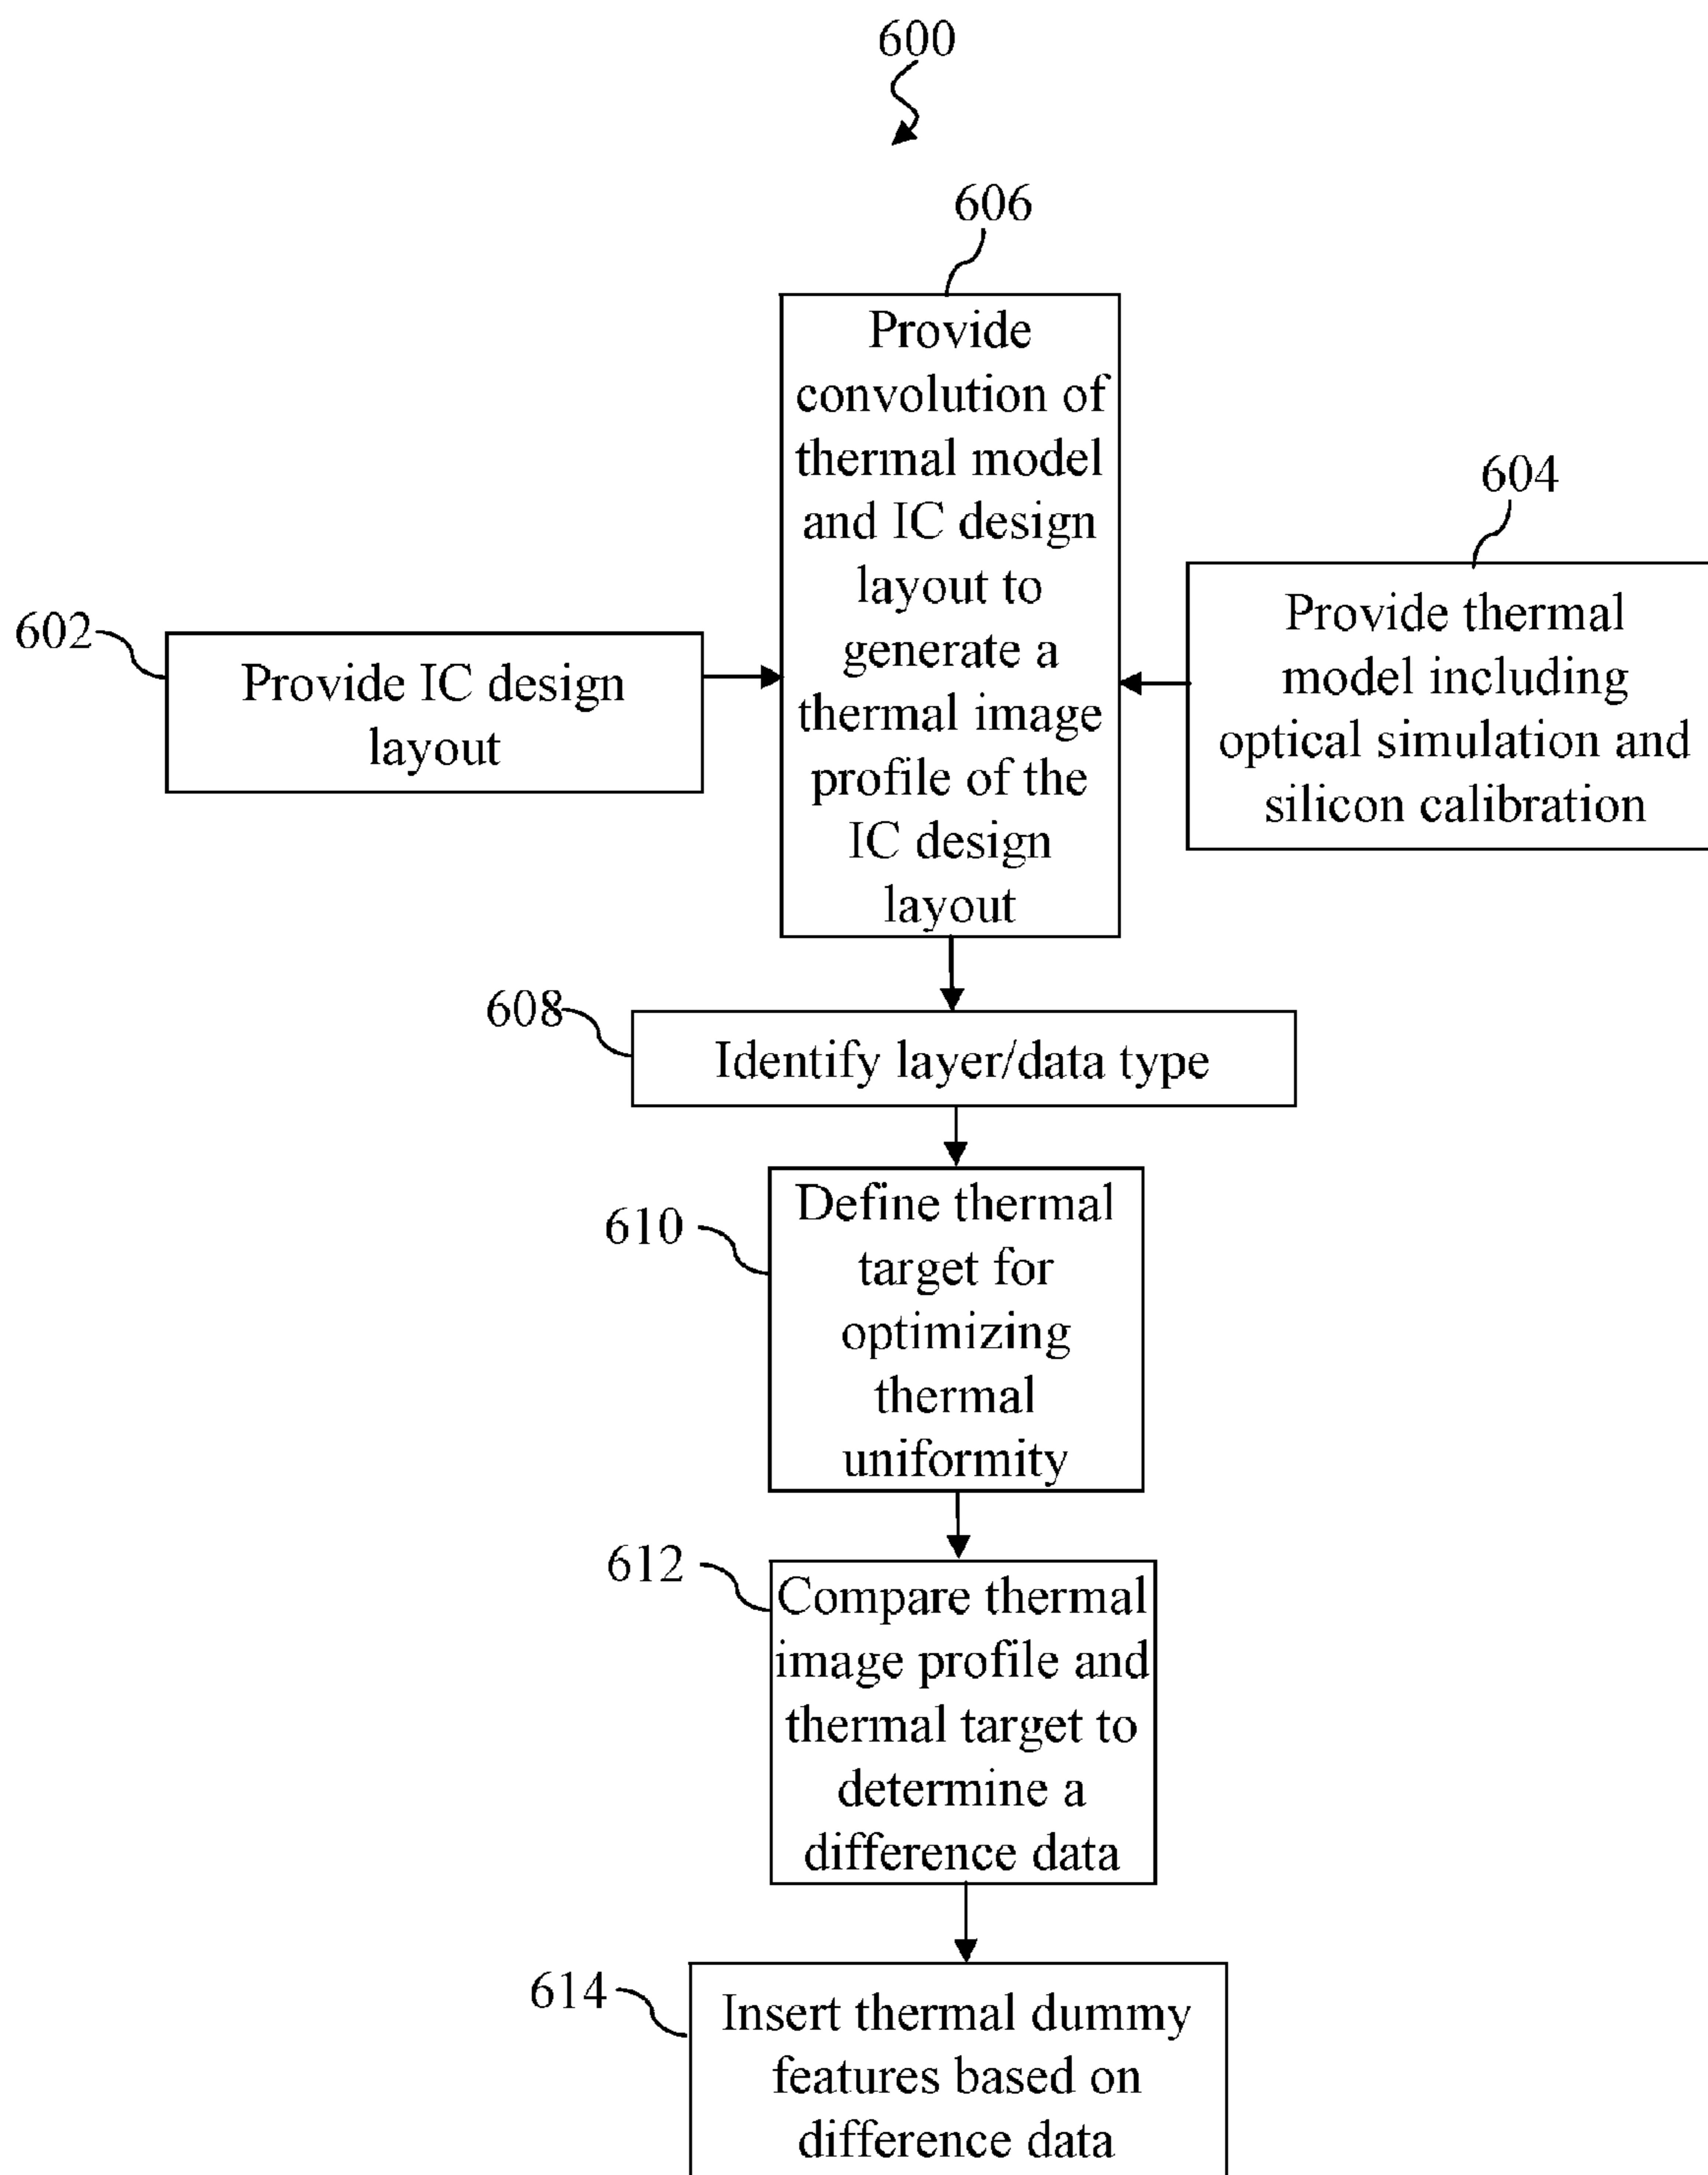 600
606
Provide
convolution of
thermal model
and IC design
layout to
generate a
thermal image
profile of the
IC design
layout
602
Provide IC design
layout
604
Provide thermal
model including
optical simulation and
silicon calibration
608
Identify layer/data type
610
Define thermal
target for
optimizing
thermal
uniformity
612
Compare thermal
image profile and
thermal target to
determine a
difference data
614
Insert thermal dummy
features based on
difference data